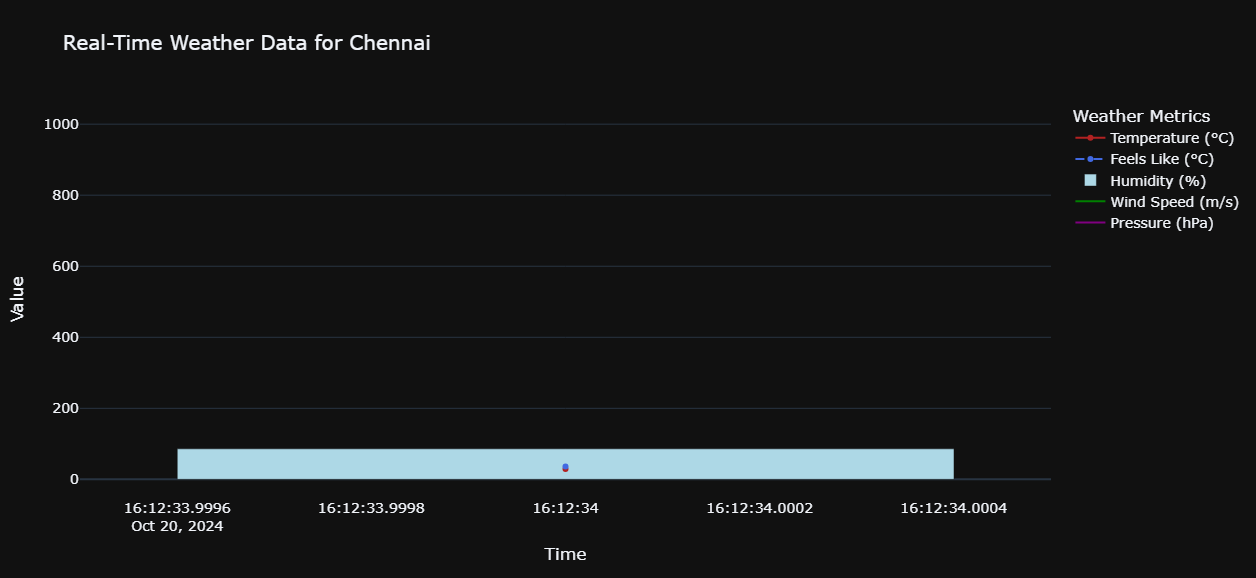 Real-Time Weather Data for Chennai
1000
800
600
400
200
0
Value
16:12:33.9996
Oct 20, 2024
16:12:33.9998
16:12:34
16:12:34.0002
16:12:34.0004
Time
Weather Metrics
Temperature (°C)
Feels Like (°C)
Humidity (%)
Wind Speed (m/s)
Pressure (hPa)